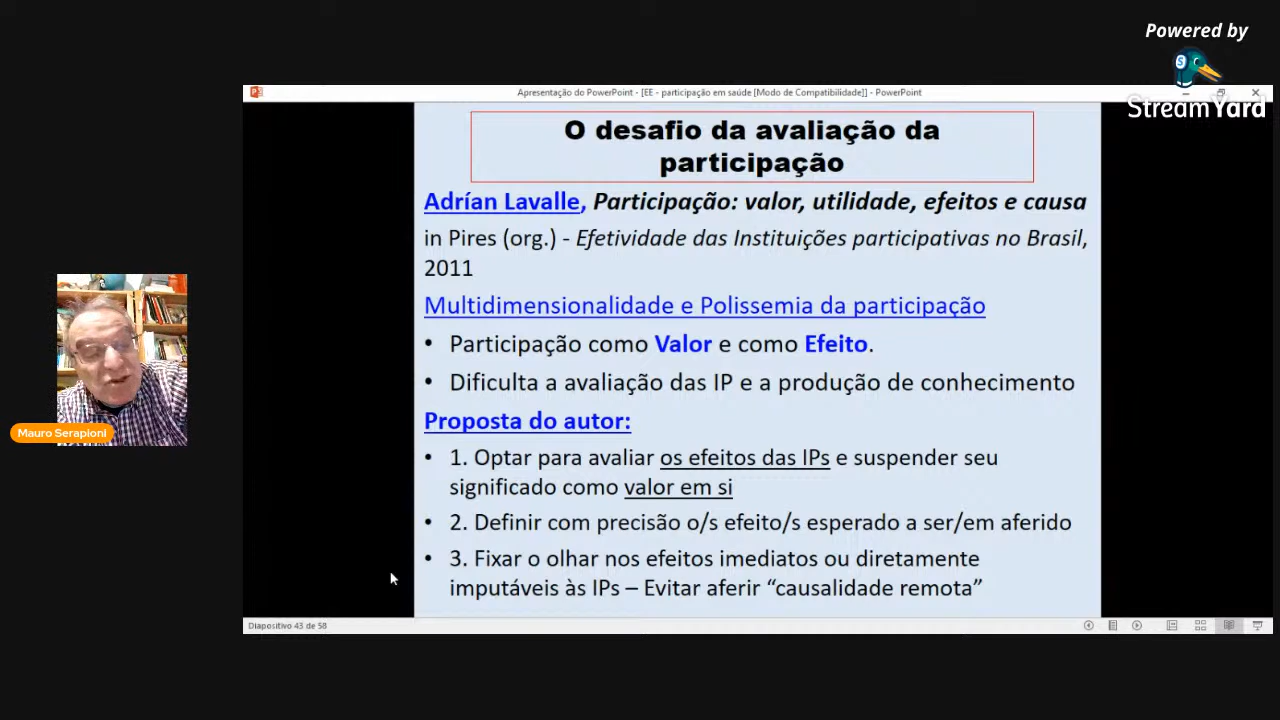 Powered by
StreamYard
Apresentação do PowerPoint - [EE - participação em saúde [Modo de Compatibilidade]] - PowerPoint
O desafio da avaliação da
participação
Adrían Lavalle, Participação: valor, utilidade, efeitos e causa
in Pires (org.) - Efetividade das Instituições participativas no Brasil,
2011
Multidimensionalidade e Polissemia da participação
• Participação como Valor e como Efeito.
• Dificulta a avaliação das IP e a produção de conhecimento
Proposta do autor:
• 1. Optar para avaliar os efeitos das IPs e suspender seu
significado como valor em si
• 2. Definir com precisão o/s efeito/s esperado a ser/em aferido
• 3. Fixar o olhar nos efeitos imediatos ou diretamente
imputáveis às IPs – Evitar aferir “causalidade remota”
Mauro Serapioni
Diapositivo 43 de 58